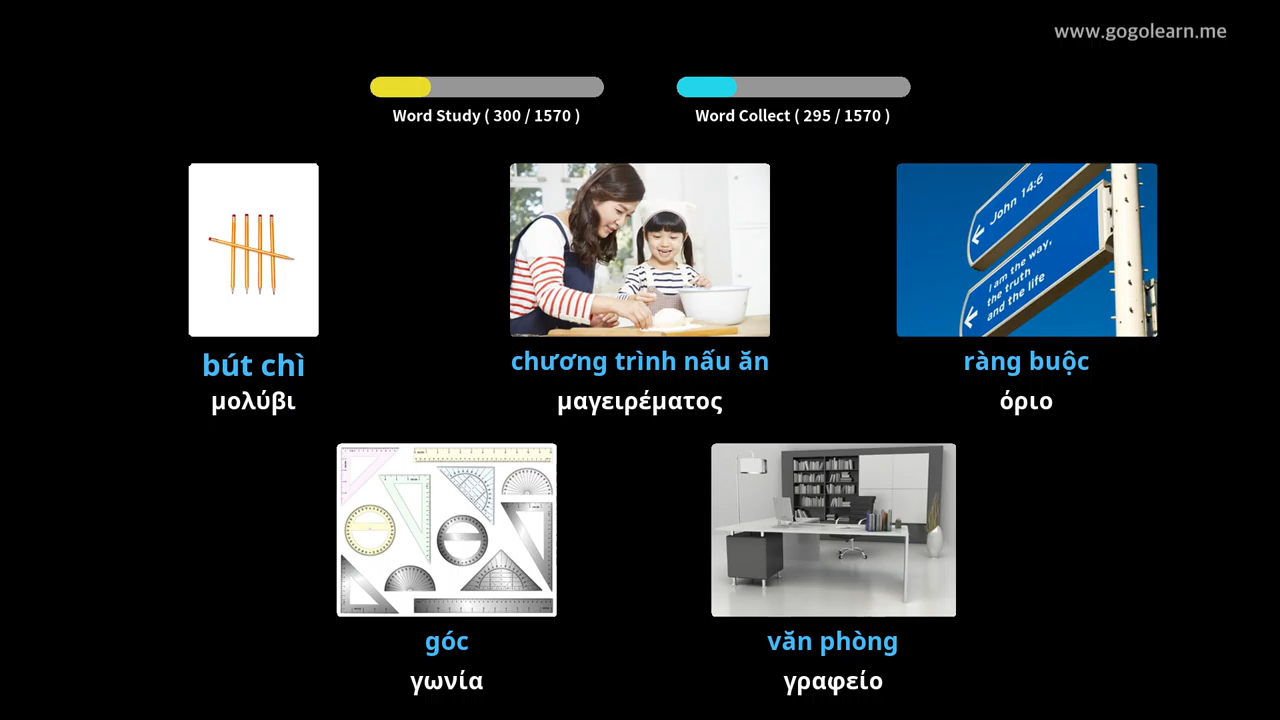 www.gogolearn.me
Word Study ( 300 / 1570 )
Word Collect ( 295 / 1570 )
John 14:6
I am the way,
the truth
and the life
bút chì
μολύβι
chương trình nấu ăn
μαγειρέματος
ràng buộc
όριο
góc
γωνία
văn phòng
γραφείο